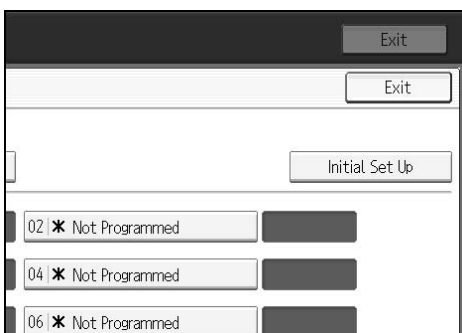 Exit
Exit
Initial Set Up
02 ✱ Not Programmed
04 ✱ Not Programmed
06 ✱ Not Programmed